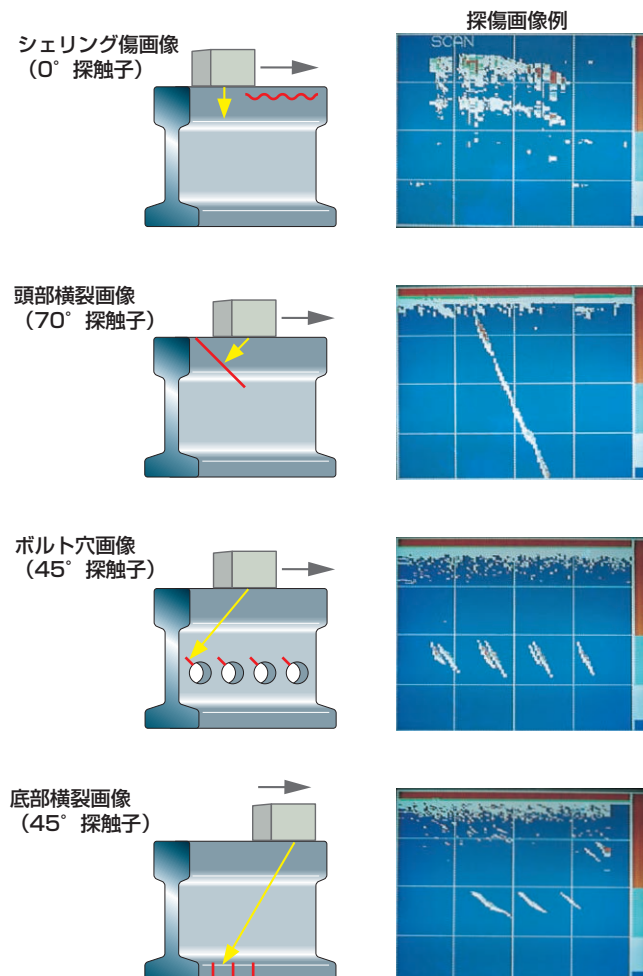 探傷画像例
シェリング傷画像
(0°探触子)
SCAN
頭部横裂画像
(70°探触子)
ボルト穴画像
(45°探触子)
底部横裂画像
(45°探触子)